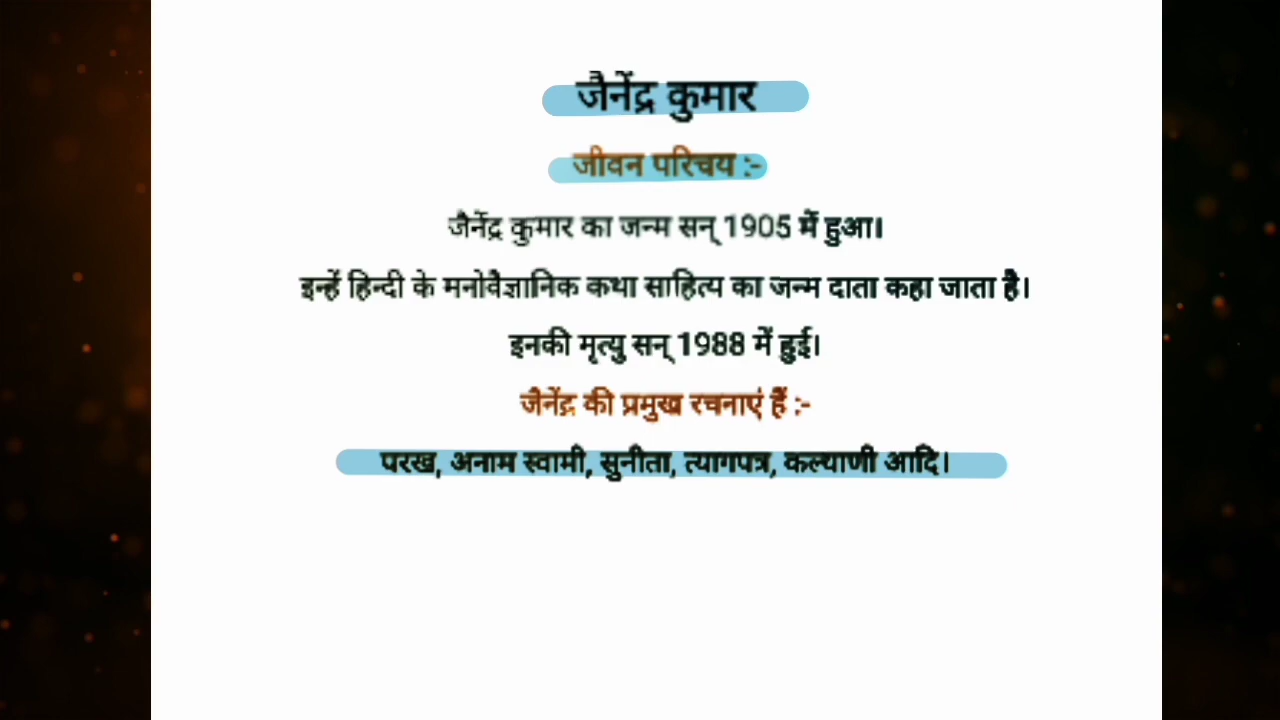 जैनेंद्र कुमार
जीवन परिचय :-
जैनेंद्र कुमार का जन्म सन् 1905 में हुआ।
इन्हें हिन्दी के मनोवैज्ञानिक कथा साहित्य का जन्म दाता कहा जाता है।
इनकी मृत्यु सन् 1988 में हुई।
जैनेंद्र की प्रमुख रचनाएं हैं :-
परख, अनाम स्वामी, सुनीता, त्यागपत्र, कल्याणी आदि।